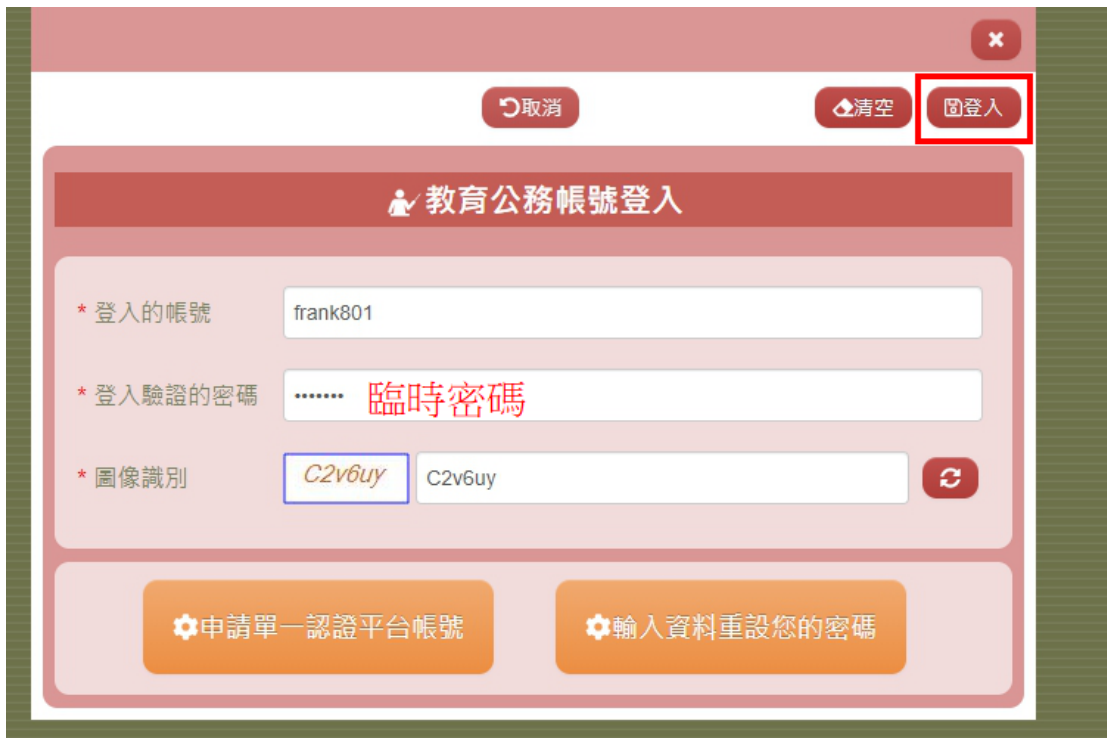 取消
清空
登入
教育公務帳號登入
* 登入的帳號
frank801
* 登入驗證的密碼
••••••• 臨時密碼
* 圖像識別
C2v6uy
C2v6uy
申請單一認證平台帳號
輸入資料重設您的密碼